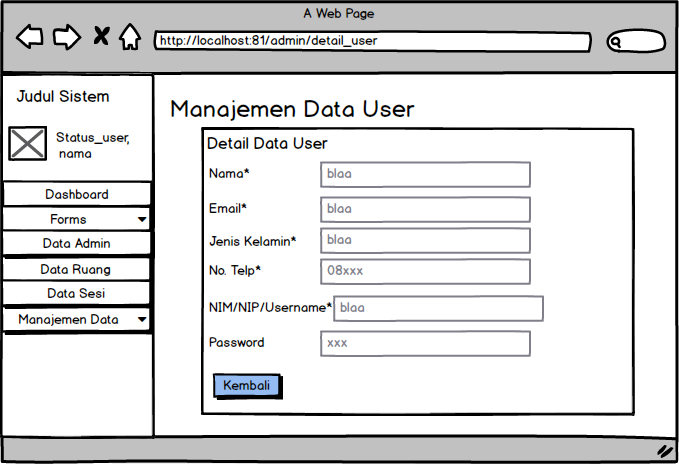 A Web Page
http://localhost:81/admin/detail_user
Judul Sistem
Status_user,
nama
Dashboard
Forms
Data Admin
Data Ruang
Data Sesi
Manajemen Data
Manajemen Data User
Detail Data User
Nama* blaa
Email* blaa
Jenis Kelamin* blaa
No. Telp* 08xxx
NIM/NIP/Username* blaa
Password xxx
Kembali